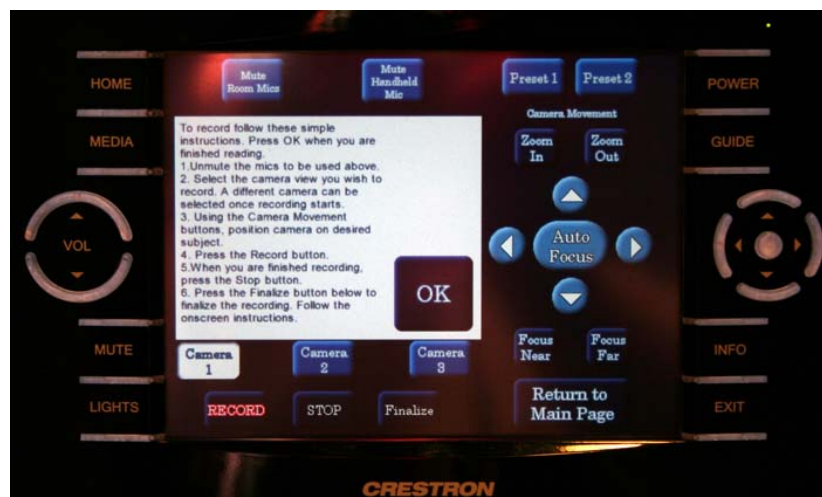 HOME
MEDIA
VOL
MUTE
LIGHTS
Mute
Room Mics
Mute
Handheld
Mic
To record follow these simple
instructions. Press OK when you are
finished reading.
1.Unmute the mics to be used above.
2. Select the camera view you wish to
record. A different camera can be
selected once recording starts.
3. Using the Camera Movement
buttons, position camera on desired
subject.
4. Press the Record button.
5.When you are finished recording,
press the Stop button.
6. Press the Finalize button below to
finalize the recording. Follow the
onscreen instructions.
OK
Camera
1
Camera
2
Camera
3
RECORD
STOP
Finalize
Preset 1
Preset 2
Camera Movement
Zoom
In
Zoom
Out
Auto
Focus
Focus
Near
Focus
Far
Return to
Main Page
POWER
GUIDE
INFO
EXIT
CRESTRON